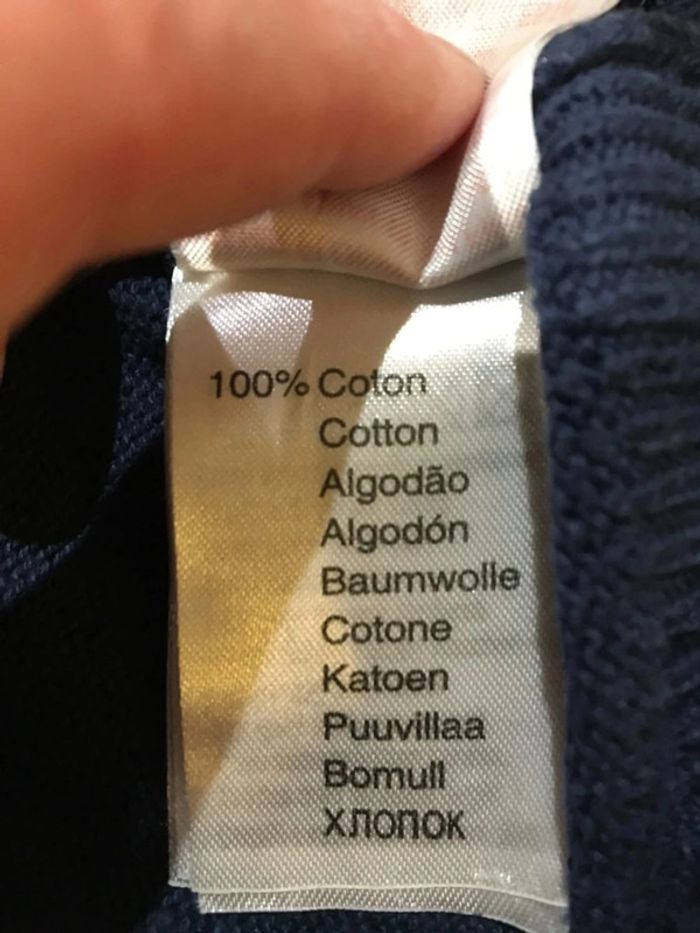 100% Coton
Cotton
Algodão
Algodón
Baumwolle
Cotone
Katoen
Puuvillaa
Bomull
хлопок